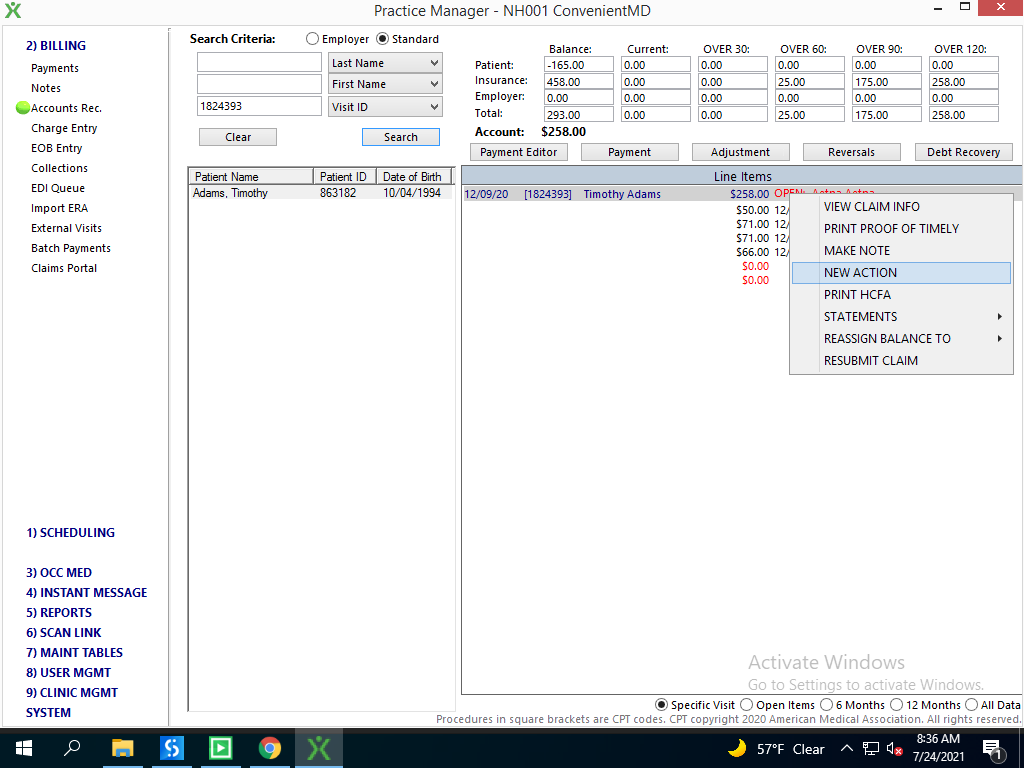 Practice Manager - NH001 ConvenientMD
2) BILLING
Payments
Notes
Accounts Rec.
Charge Entry
EOB Entry
Collections
EDI Queue
Import ERA
External Visits
Batch Payments
Claims Portal
1) SCHEDULING
3) OCC MED
4) INSTANT MESSAGE
5) REPORTS
6) SCAN LINK
7) MAINT TABLES
8) USER MGMT
9) CLINIC MGMT
SYSTEM
Search Criteria: Employer Standard
Last Name
First Name
1824393 Visit ID
Clear Search
Patient Name Patient ID Date of Birth
Adams, Timothy 863182 10/04/1994
Balance: Current: OVER 30: OVER 60: OVER 90: OVER 120:
Patient: -165.00 0.00 0.00 0.00 0.00 0.00
Insurance: 458.00 0.00 0.00 25.00 175.00 258.00
Employer: 0.00 0.00 0.00 0.00 0.00 0.00
Total: 293.00 0.00 0.00 25.00 175.00 258.00
Account: $258.00
Payment Editor Payment Adjustment Reversals Debt Recovery
Line Items
12/09/20 [1824393] Timothy Adams $258.00 OPEN: Aetna Aetna
$50.00 12/
$71.00 12/
$71.00 12/
$66.00 12/
$0.00
$0.00
VIEW CLAIM INFO
PRINT PROOF OF TIMELY
MAKE NOTE
NEW ACTION
PRINT HCFA
STATEMENTS
REASSIGN BALANCE TO
RESUBMIT CLAIM
Activate Windows
Go to Settings to activate Windows.
Specific Visit Open Items 6 Months 12 Months All Data
Procedures in square brackets are CPT codes. CPT copyright 2020 American Medical Association. All rights reserved.
57°F Clear
8:36 AM
7/24/2021
1